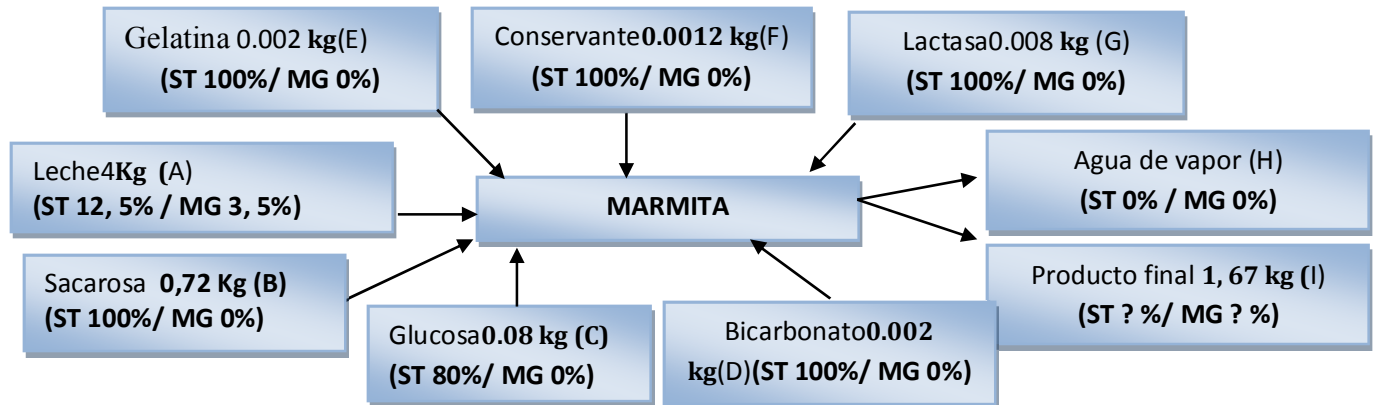 Gelatina 0.002 kg(E)
(ST 100%/ MG 0%)
Conservante0.0012 kg(F)
(ST 100%/ MG 0%)
Lactasa0.008 kg (G)
(ST 100%/ MG 0%)
Leche4Kg (A)
(ST 12, 5% / MG 3, 5%)
MARMITA
Agua de vapor (H)
(ST 0% / MG 0%)
Sacarosa 0,72 Kg (B)
(ST 100%/ MG 0%)
Glucosa0.08 kg (C)
(ST 80%/ MG 0%)
Bicarbonato0.002
kg(D)(ST 100%/ MG 0%)
Producto final 1, 67 kg (I)
(ST ? %/ MG ? %)